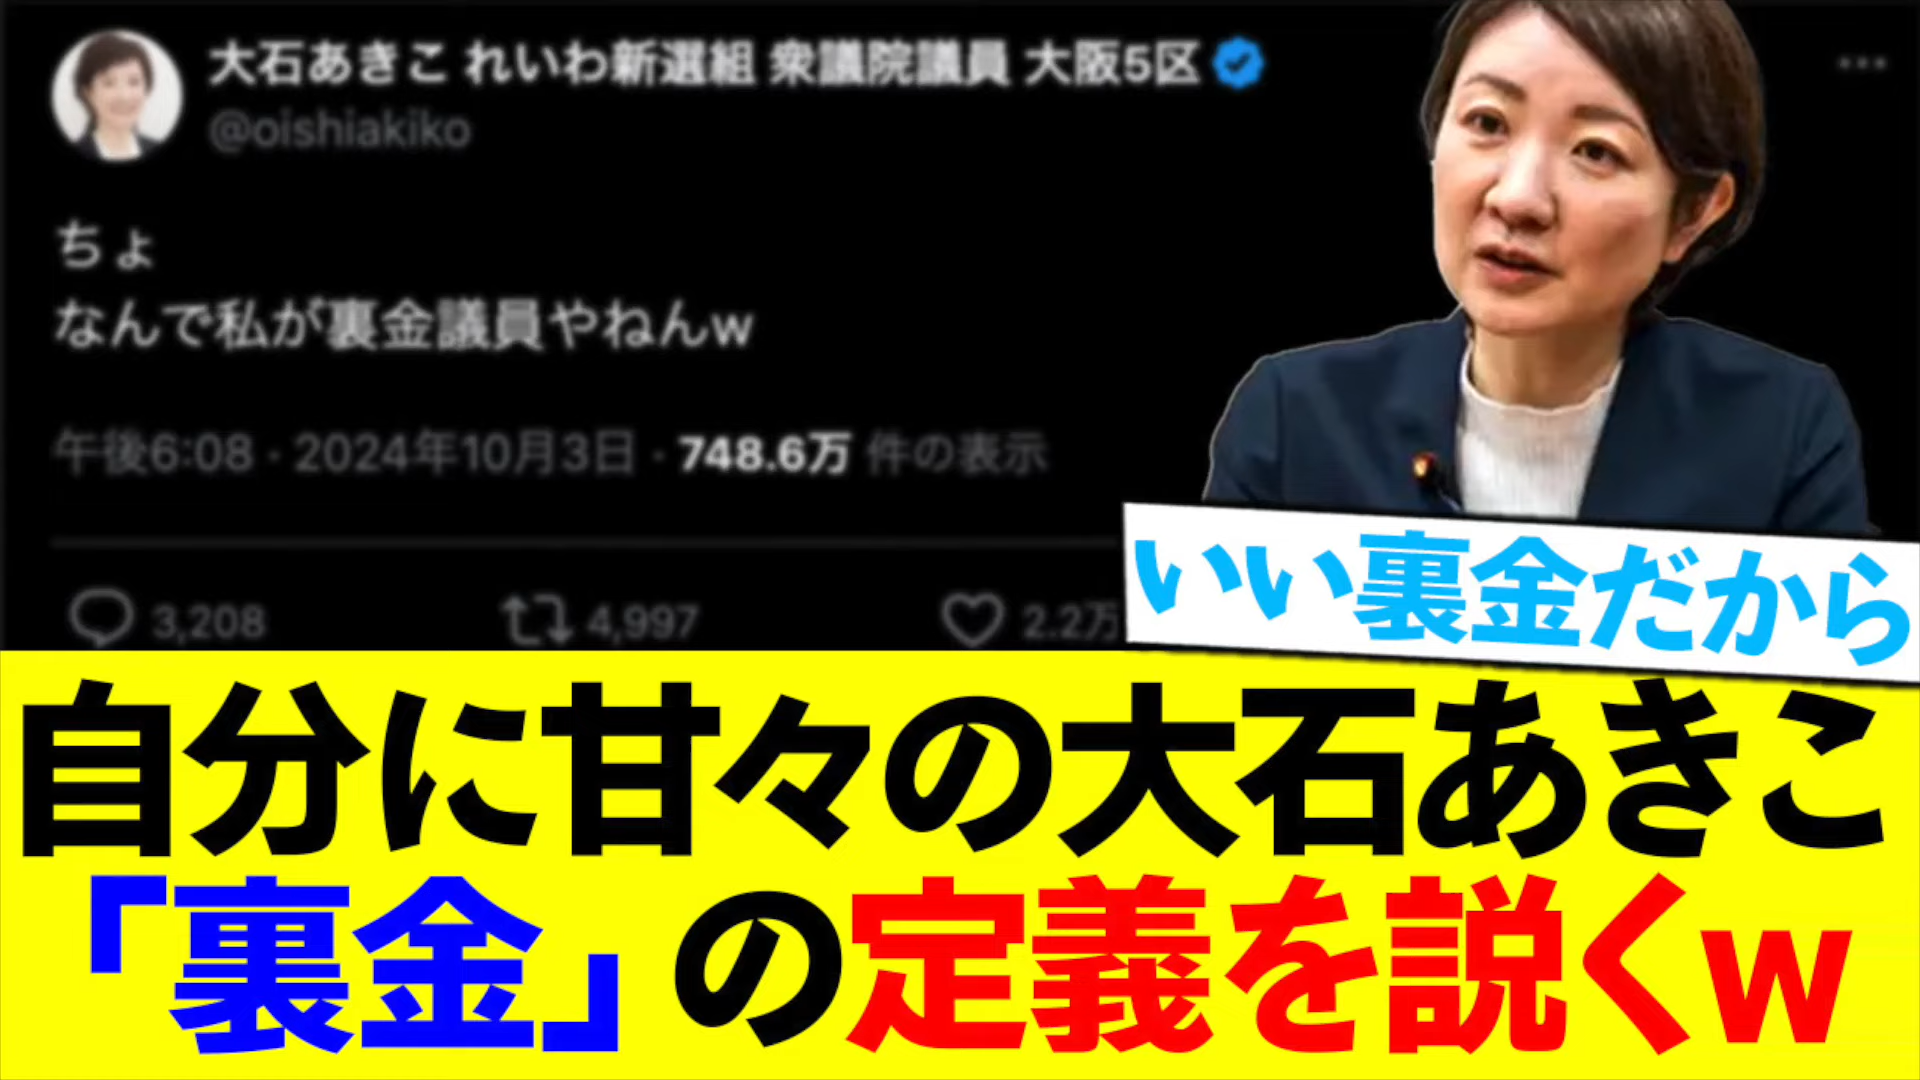 大石あきこ れいわ新選組 衆議院議員 大阪5区
@oishiakiko
ちょ
なんで私が裏金議員やねんw
午後6:08 · 2024年10月3日 · 748.6万 件の表示
3,208 4,997 2.2万
いい裏金だから
自分に甘々の大石あきこ
「裏金」の定義を説くw